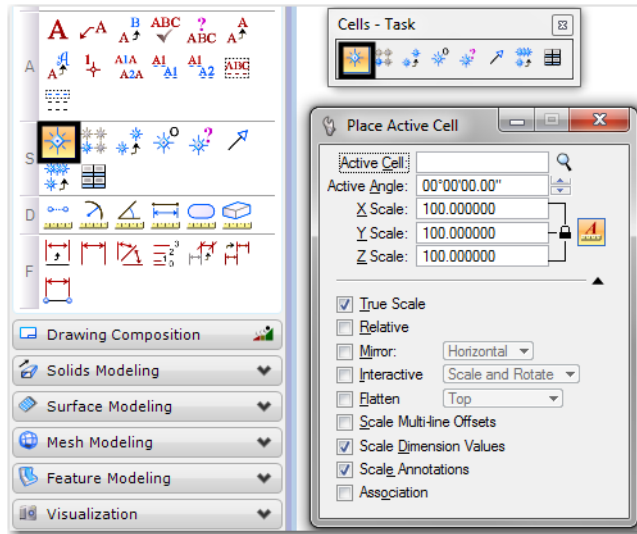 A
S
D
F
Drawing Composition
Solids Modeling
Surface Modeling
Mesh Modeling
Feature Modeling
Visualization
Cells - Task
Place Active Cell
Active Cell:
Active Angle: 00°00'00.00"
X Scale: 100.000000
Y Scale: 100.000000
Z Scale: 100.000000
True Scale
Relative
Mirror: Horizontal
Interactive Scale and Rotate
Flatten Top
Scale Multi-line Offsets
Scale Dimension Values
Scale Annotations
Association